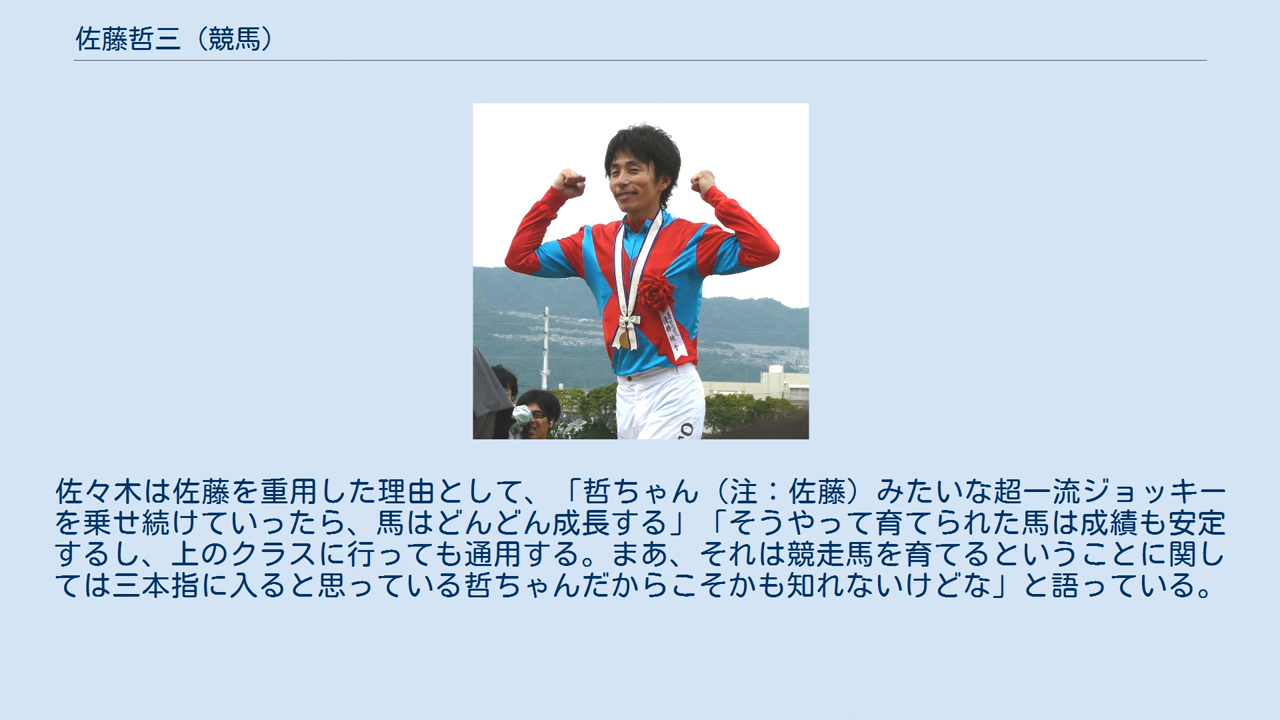 佐藤哲三（競馬）
佐々木は佐藤を重用した理由として、「哲ちゃん（注：佐藤）みたいな超一流ジョッキー
を乗せ続けていったら、馬はどんどん成長する」「そうやって育てられた馬は成績も安定
するし、上のクラスに行っても通用する。まあ、それは競走馬を育てるということに関し
ては三本指に入ると思っている哲ちゃんだからこそかも知れないけどな」と語っている。